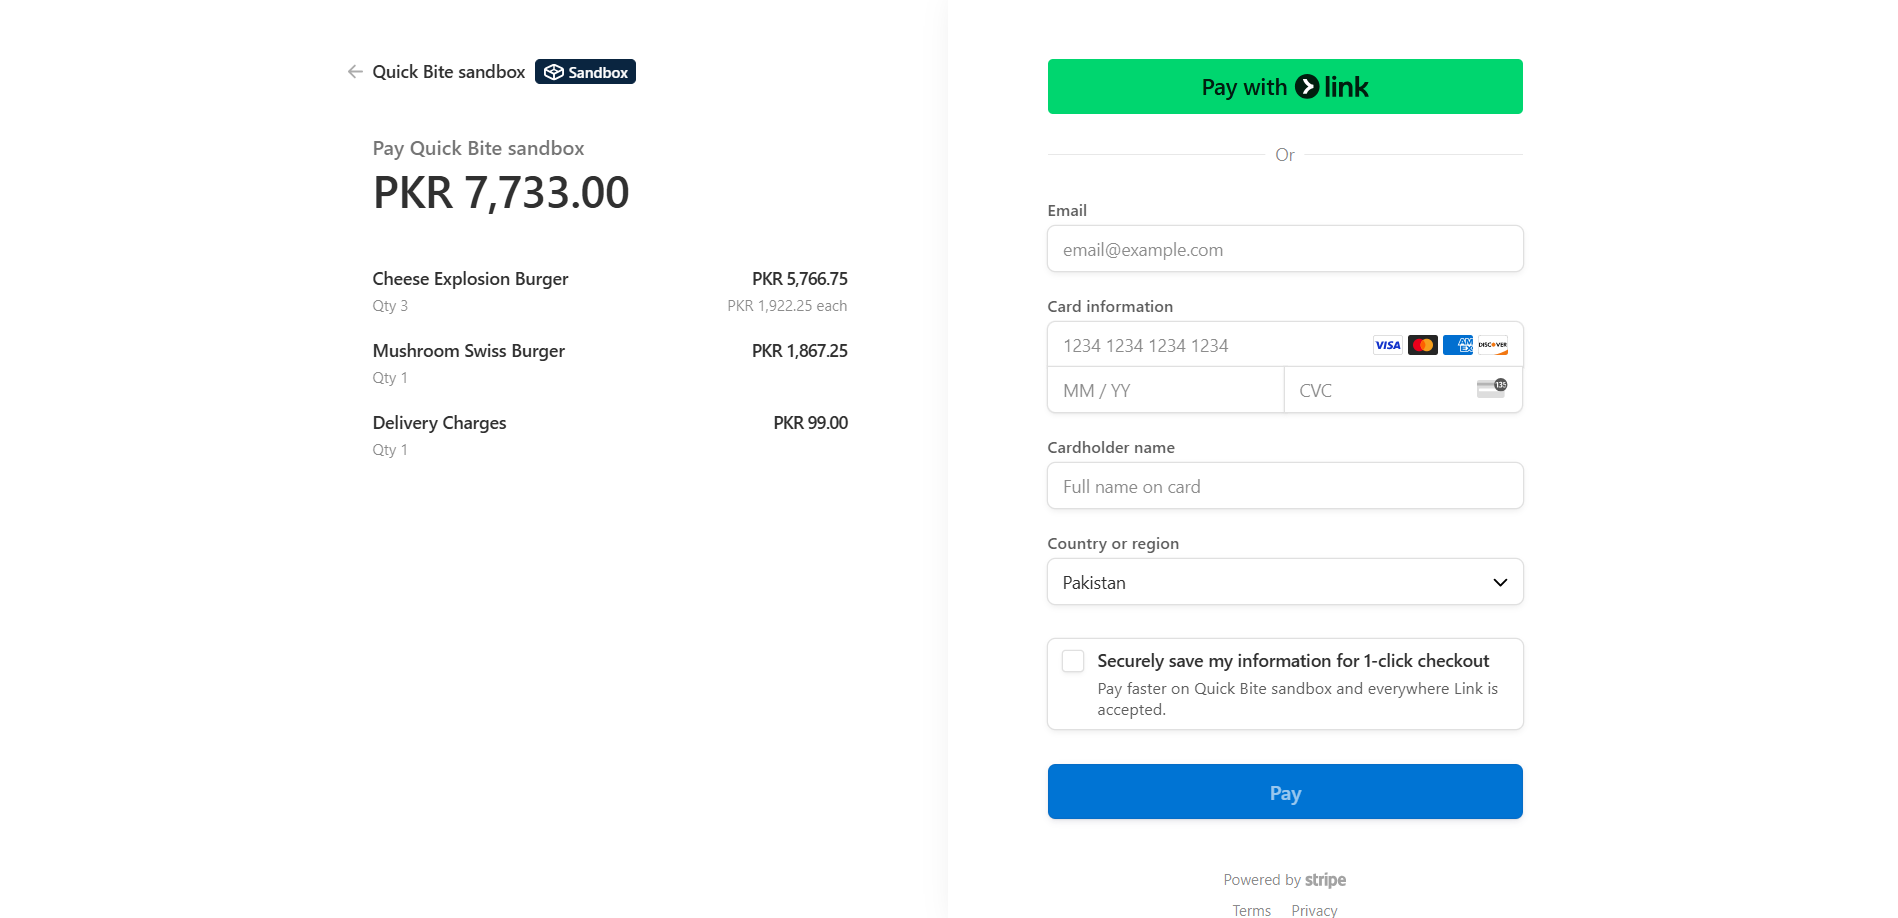 Quick Bite sandbox Sandbox
Pay Quick Bite sandbox
PKR 7,733.00
Cheese Explosion Burger PKR 5,766.75
Qty 3 PKR 1,922.25 each
Mushroom Swiss Burger PKR 1,867.25
Qty 1
Delivery Charges PKR 99.00
Qty 1
Pay with link
Or
Email
email@example.com
Card information
1234 1234 1234 1234 VISA AMEX DISCOVER
MM / YY CVC 135
Cardholder name
Full name on card
Country or region
Pakistan
Securely save my information for 1-click checkout
Pay faster on Quick Bite sandbox and everywhere Link is
accepted.
Pay
Powered by stripe
Terms Privacy